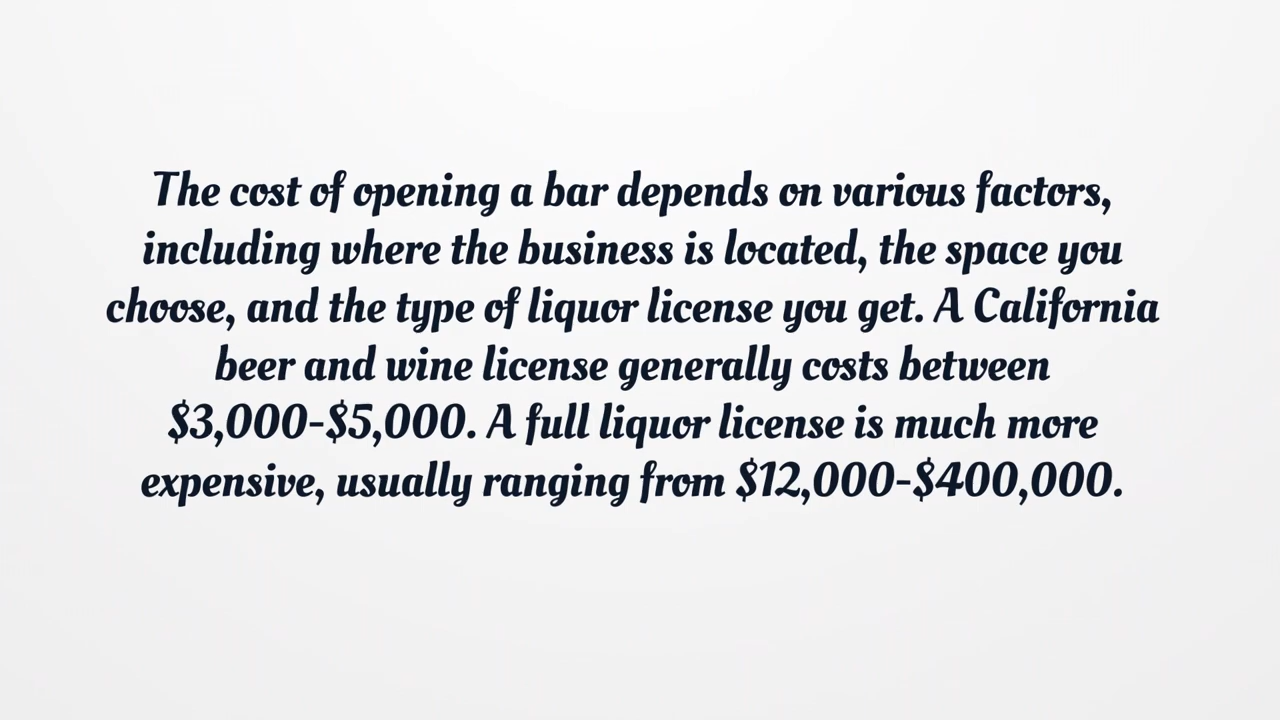 The cost of opening a bar depends on various factors,
including where the business is located, the space you
choose, and the type of liquor license you get. A California
beer and wine license generally costs between
$3,000-$5,000. A full liquor license is much more
expensive, usually ranging from $12,000-$400,000.